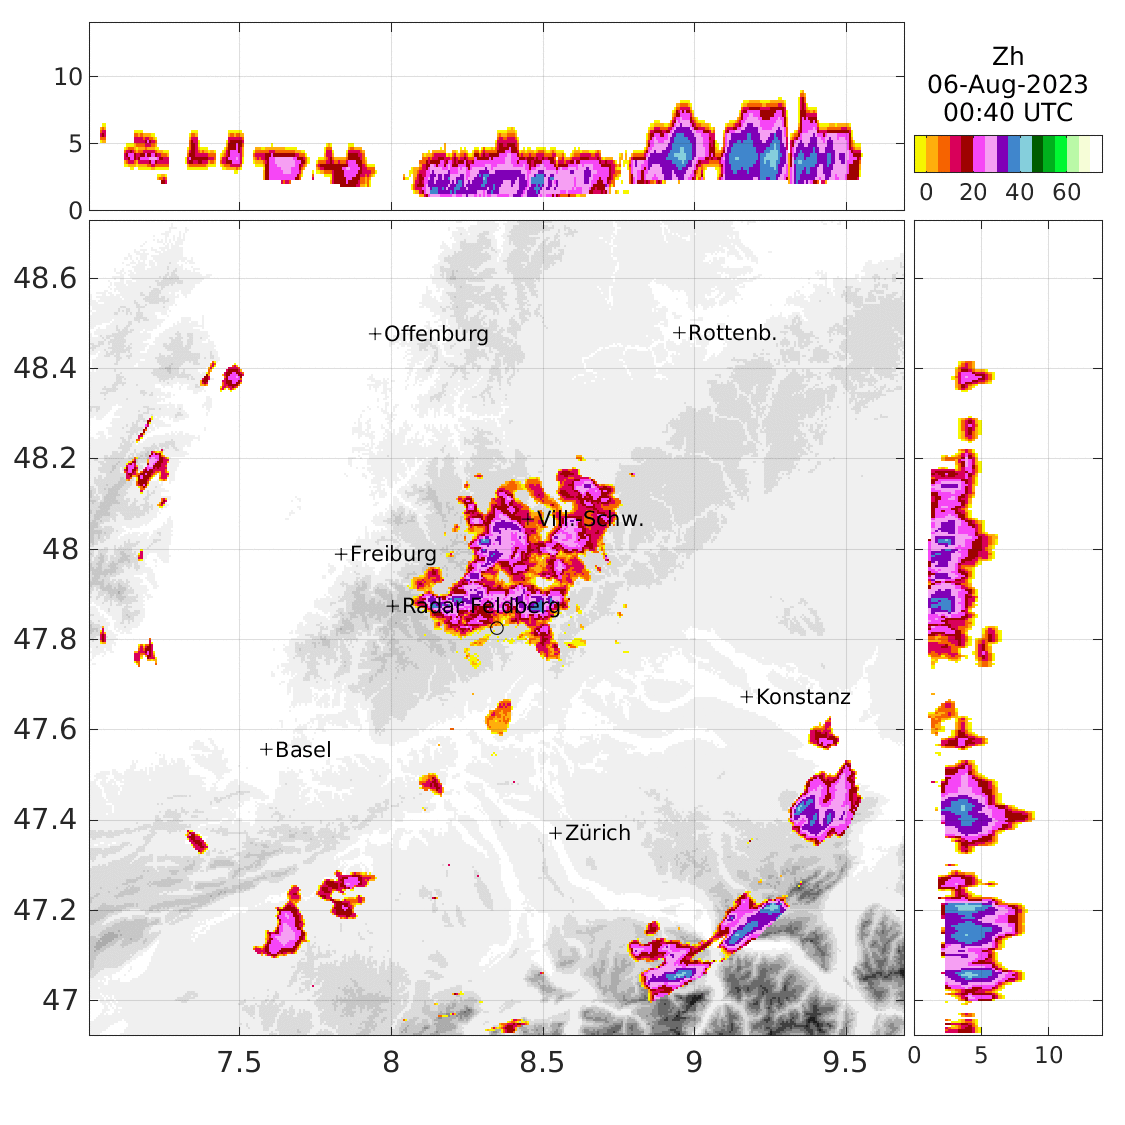 10
5
0
Zh
06-Aug-2023
00:40 UTC
0 20 40 60
48.6
48.4
48.2
48
47.8
47.6
47.4
47.2
47
+Offenburg
+Rottenb.
+Vill.-Schw.
+Freiburg
+Radar Feldberg
+Konstanz
+Basel
+Zürich
7.5 8 8.5 9 9.5
0 5 10